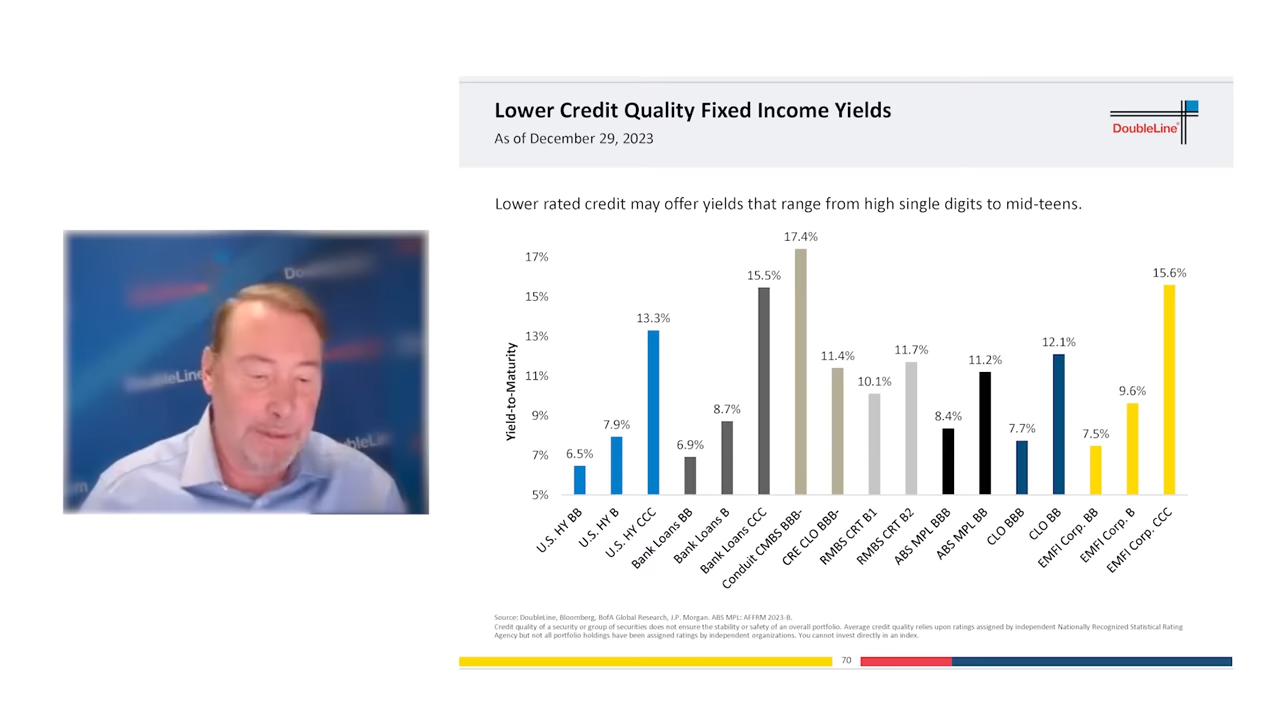 Lower Credit Quality Fixed Income Yields
As of December 29, 2023
DoubleLine®
Lower rated credit may offer yields that range from high single digits to mid-teens.
Yield-to-Maturity
17%
15%
13%
11%
9%
7%
5%
6.5%
7.9%
13.3%
6.9%
8.7%
15.5%
17.4%
11.4%
10.1%
11.7%
8.4%
11.2%
7.7%
12.1%
7.5%
9.6%
15.6%
U.S. HY BB
U.S. HY B
U.S. HY CCC
Bank Loans BB
Bank Loans B
Bank Loans CCC
Conduit CMBS BBB-
CRE CLO BBB-
RMBS CRT B1
RMBS CRT B2
ABS MPL BBB
ABS MPL BB
CLO BBB
CLO BB
EMFI Corp. BB
EMFI Corp. B
EMFI Corp. CCC
DoubleLine
Source: DoubleLine, Bloomberg, BofA Global Research, J.P. Morgan. ABS MPL: AFFRM 2023-B.
Credit quality of a security or group of securities does not ensure the stability or safety of an overall portfolio. Average credit quality relies upon ratings assigned by independent Nationally Recognized Statistical Rating
Agency but not all portfolio holdings have been assigned ratings by independent organizations. You cannot invest directly in an index.
70